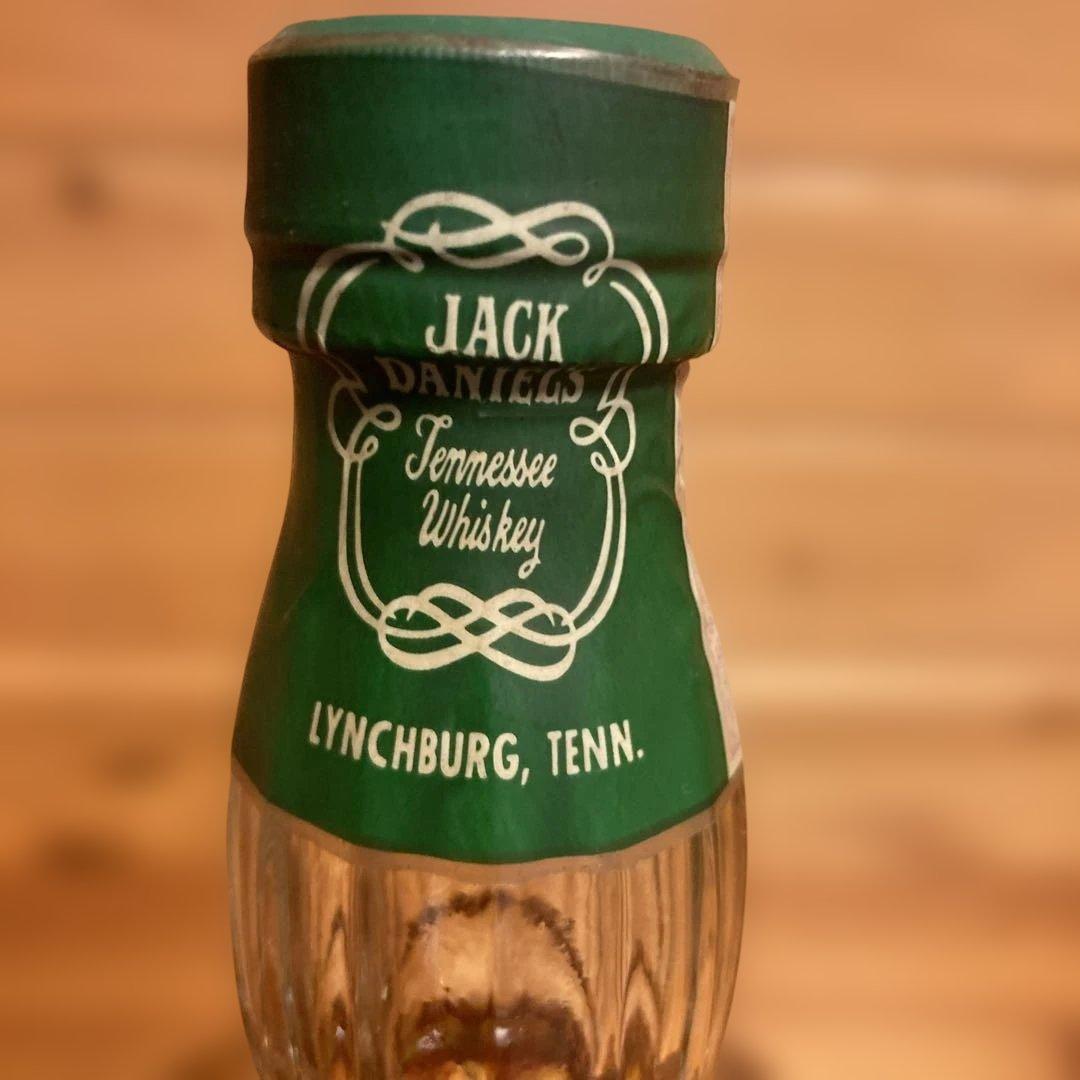 JACK
DANIEL'S
Tennessee
Whiskey
LYNCHBURG, TENN.